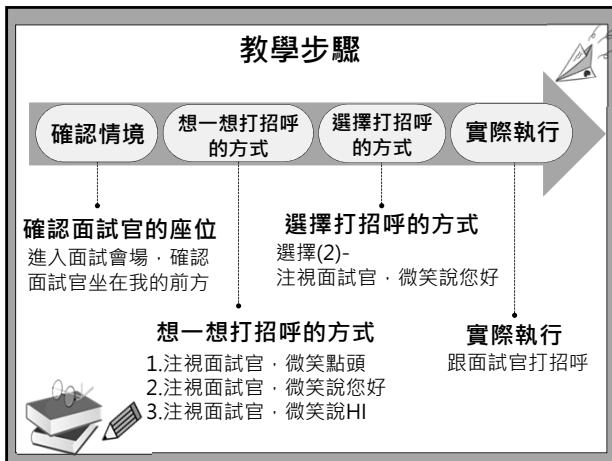 教學步驟
確認情境
想一想打招呼
的方式
選擇打招呼
的方式
實際執行
確認面試官的座位
進入面試會場，確認
面試官坐在我的前方
想一想打招呼的方式
1.注視面試官，微笑點頭
2.注視面試官，微笑說您好
3.注視面試官，微笑說HI
選擇打招呼的方式
選擇(2)-
注視面試官，微笑說您好
實際執行
跟面試官打招呼